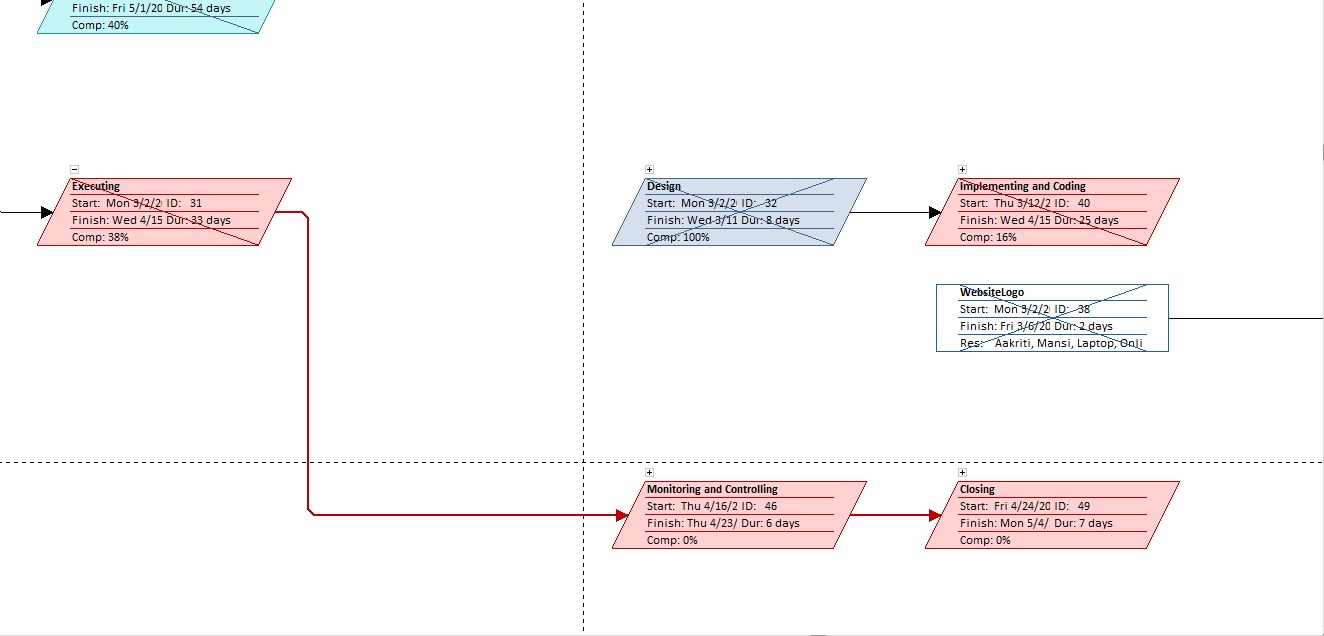 Finish: Fri 5/1/20 Dur: 54 days
Comp: 40%
Executing
Start: Mon 3/2/2 ID: 31
Finish: Wed 4/15 Dur: 33 days
Comp: 38%
Design
Start: Mon 3/2/2 ID: 32
Finish: Wed 3/11 Dur: 8 days
Comp: 100%
Implementing and Coding
Start: Thu 3/12/2 ID: 40
Finish: Wed 4/15 Dur: 25 days
Comp: 16%
WebsiteLogo
Start: Mon 3/2/2 ID: 38
Finish: Fri 3/6/20 Dur: 2 days
Res: Aakriti, Mansi, Laptop, Onli
Monitoring and Controlling
Start: Thu 4/16/2 ID: 46
Finish: Thu 4/23/ Dur: 6 days
Comp: 0%
Closing
Start: Fri 4/24/20 ID: 49
Finish: Mon 5/4/ Dur: 7 days
Comp: 0%